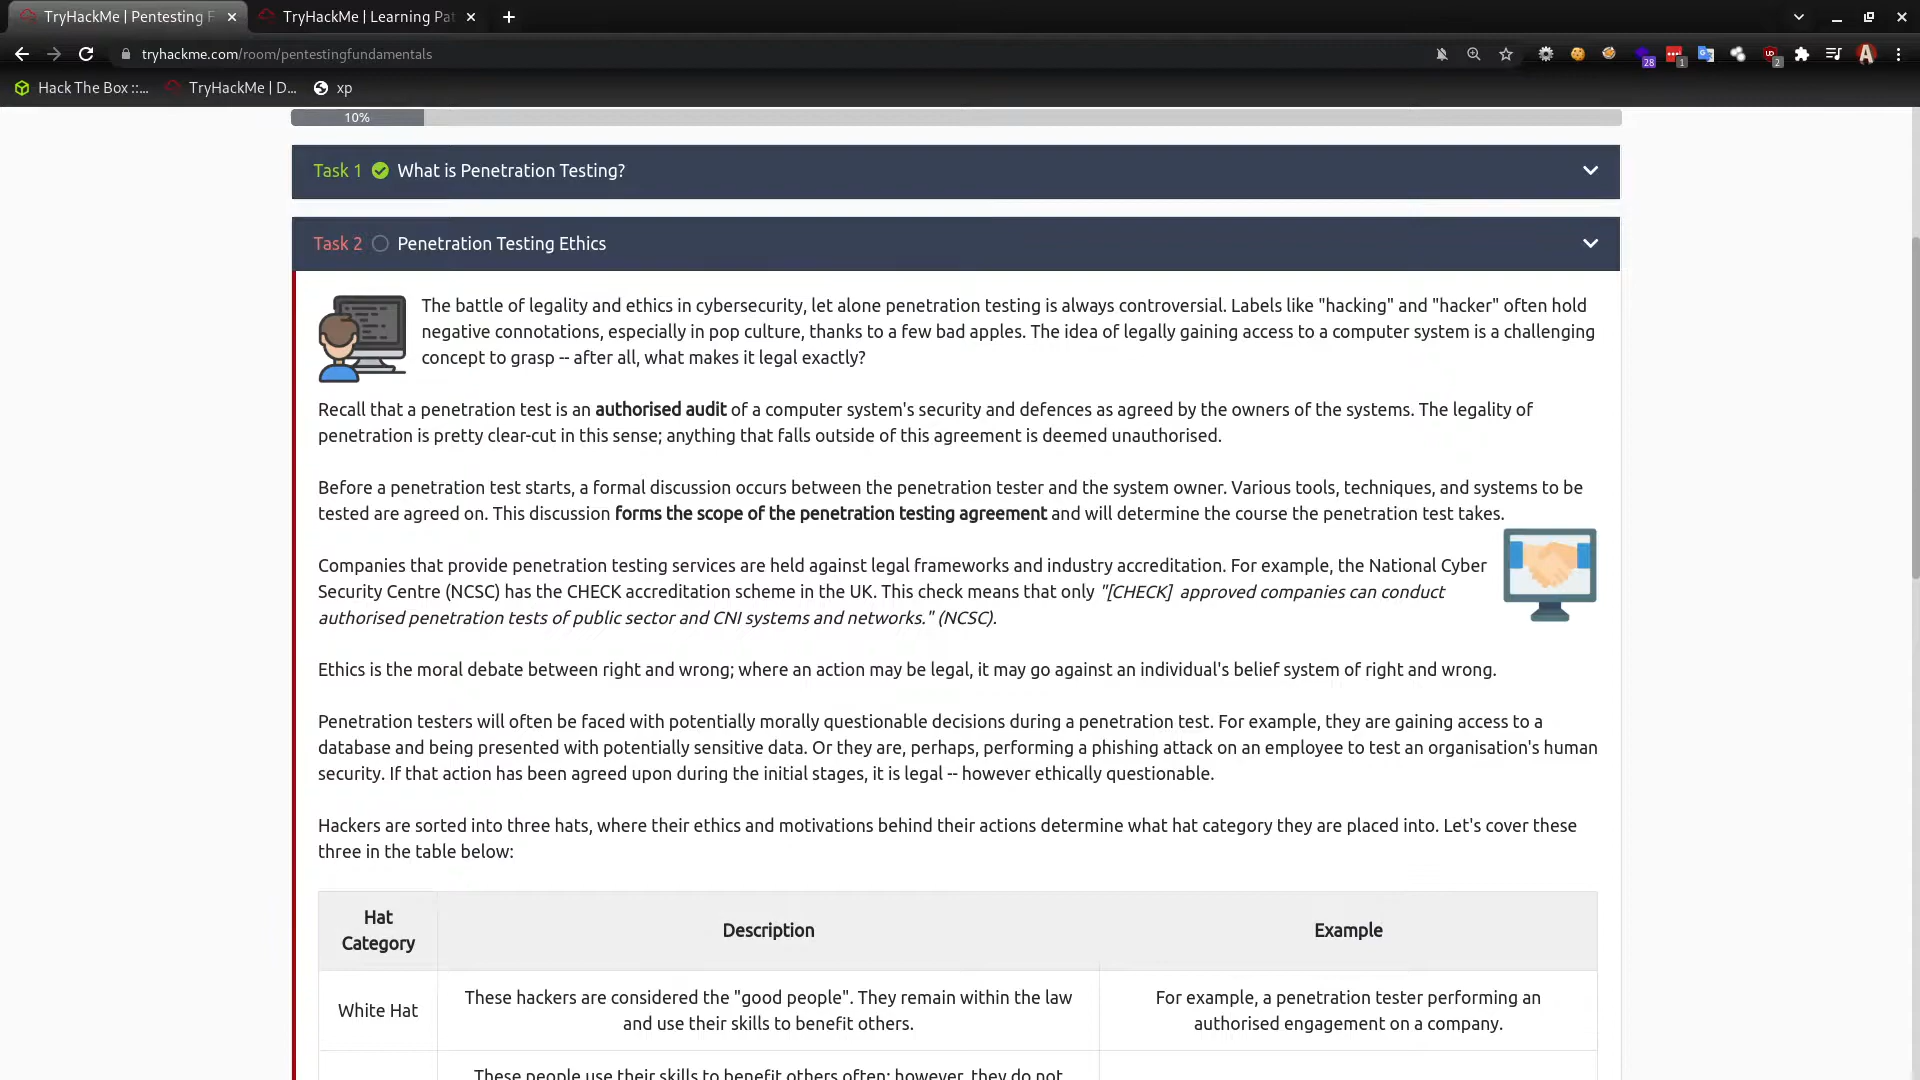 TryHackMe | Pentesting F
TryHackMe | Learning Pat
tryhackme.com/room/pentestingfundamentals
28
1
2
Hack The Box ::...
TryHackMe | D...
xp
10%
Task 1 What is Penetration Testing?
Task 2 Penetration Testing Ethics
The battle of legality and ethics in cybersecurity, let alone penetration testing is always controversial. Labels like "hacking" and "hacker" often hold
negative connotations, especially in pop culture, thanks to a few bad apples. The idea of legally gaining access to a computer system is a challenging
concept to grasp -- after all, what makes it legal exactly?
Recall that a penetration test is an authorised audit of a computer system's security and defences as agreed by the owners of the systems. The legality of
penetration is pretty clear-cut in this sense; anything that falls outside of this agreement is deemed unauthorised.
Before a penetration test starts, a formal discussion occurs between the penetration tester and the system owner. Various tools, techniques, and systems to be
tested are agreed on. This discussion forms the scope of the penetration testing agreement and will determine the course the penetration test takes.
Companies that provide penetration testing services are held against legal frameworks and industry accreditation. For example, the National Cyber
Security Centre (NCSC) has the CHECK accreditation scheme in the UK. This check means that only "[CHECK] approved companies can conduct
authorised penetration tests of public sector and CNI systems and networks." (NCSC).
Ethics is the moral debate between right and wrong; where an action may be legal, it may go against an individual's belief system of right and wrong.
Penetration testers will often be faced with potentially morally questionable decisions during a penetration test. For example, they are gaining access to a
database and being presented with potentially sensitive data. Or they are, perhaps, performing a phishing attack on an employee to test an organisation's human
security. If that action has been agreed upon during the initial stages, it is legal -- however ethically questionable.
Hackers are sorted into three hats, where their ethics and motivations behind their actions determine what hat category they are placed into. Let's cover these
three in the table below:
Hat
Category
Description
Example
White Hat
These hackers are considered the "good people". They remain within the law
and use their skills to benefit others.
For example, a penetration tester performing an
authorised engagement on a company.
These people use their skills to benefit others often; however, they do not